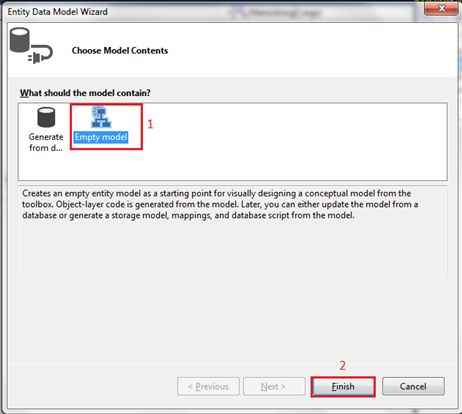 Entity Data Model Wizard
Choose Model Contents
What should the model contain?
1
Generate
from d...
Empty model
Creates an empty entity model as a starting point for visually designing a conceptual model from the
toolbox. Object-layer code is generated from the model. Later, you can either update the model from a
database or generate a storage model, mappings, and database script from the model.
2
< Previous
Next >
Finish
Cancel